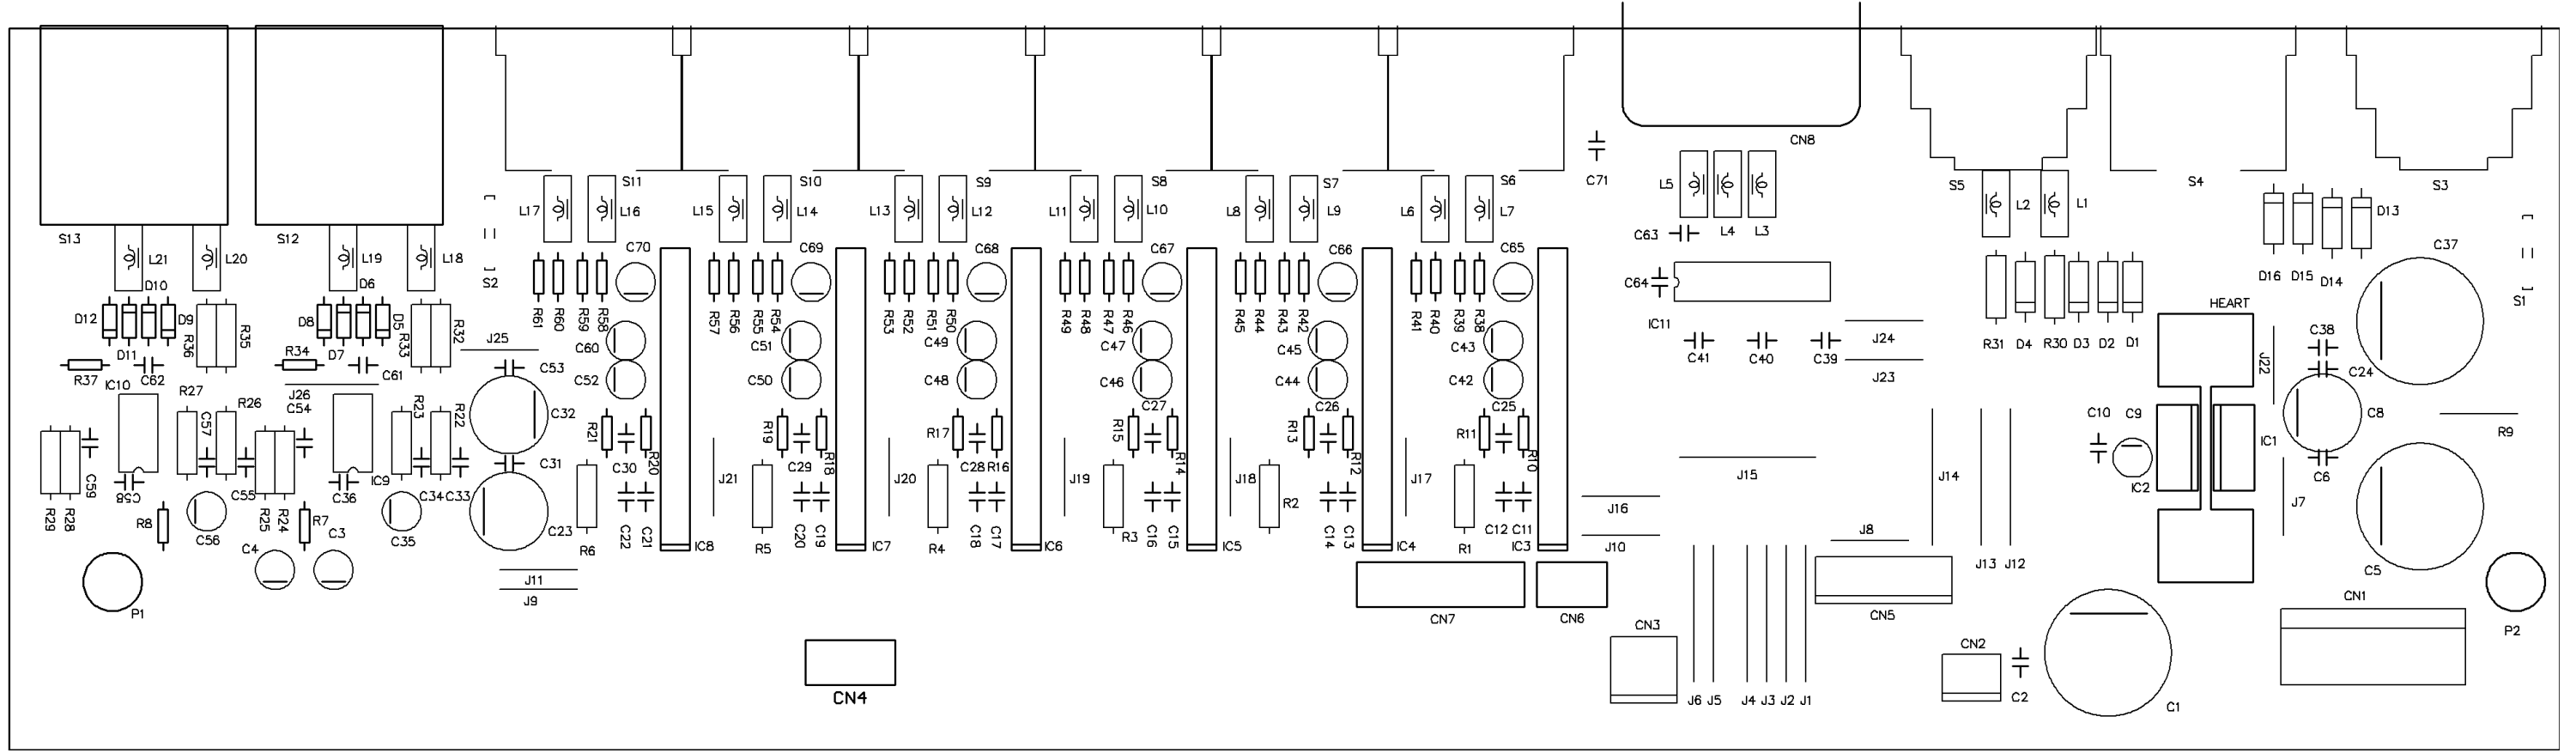 CN8
C71
S11 S10 S9 S8 S7 S6 S5 S4 S3
L17 L16 L15 L14 L13 L12 L11 L10 L8 L9 L6 L7 L5 L4 L3 L2 L1 D13
S13 S12 C63
L21 L20 L19 L18 C70 C69 C68 C67 C66 C65 C37
D10 D6 S2 C64 D16 D15 D14 S1
HEART
D12 D9 D8 D5 R61 R60 R59 R58 R57 R56 R55 R54 R53 R52 R51 R50 R49 R48 R47 R46 R45 R44 R43 R42 R41 R40 R39 R38 IC11
R36 R35 R33 R32 J25 J24 R31 D4 R30 D3 D2 D1 C38
D11 R34 D7 C60 C51 C49 C47 C45 C43 C41 C40 C39 J22
R37 C62 C61 C53 C52 C50 C48 C46 C44 C42 J23 C24
IC10 R27 J26
C54 R26 R23 R22 C32 C27 C26 C25 C10 C9 C8
C57 R21 R19 R17 R15 R13 R11 IC1 R9
C59 C58 C55 IC9 C31 C30 R20 C29 R18 C28 R16 R14 R12 R10 C6
C36 C34 C33 J21 J20 J19 J18 J17 J15 J14 IC2
R29 R28 R8 C56 R25 R24 R7 C3 C35 C23 R2 J16 J7
C4 R6 C22 C21 IC8 R5 C20 C19 IC7 R4 C18 C17 IC6 R3 C16 C15 IC5 C14 C13 IC4 R1 C12 C11 IC3 J10 J8
J11 J13 J12 C5
J9 CN1
P1 CN7 CN6 CN3 CN5 P2
CN2
CN4 J6 J5 J4 J3 J2 J1 C2 C1